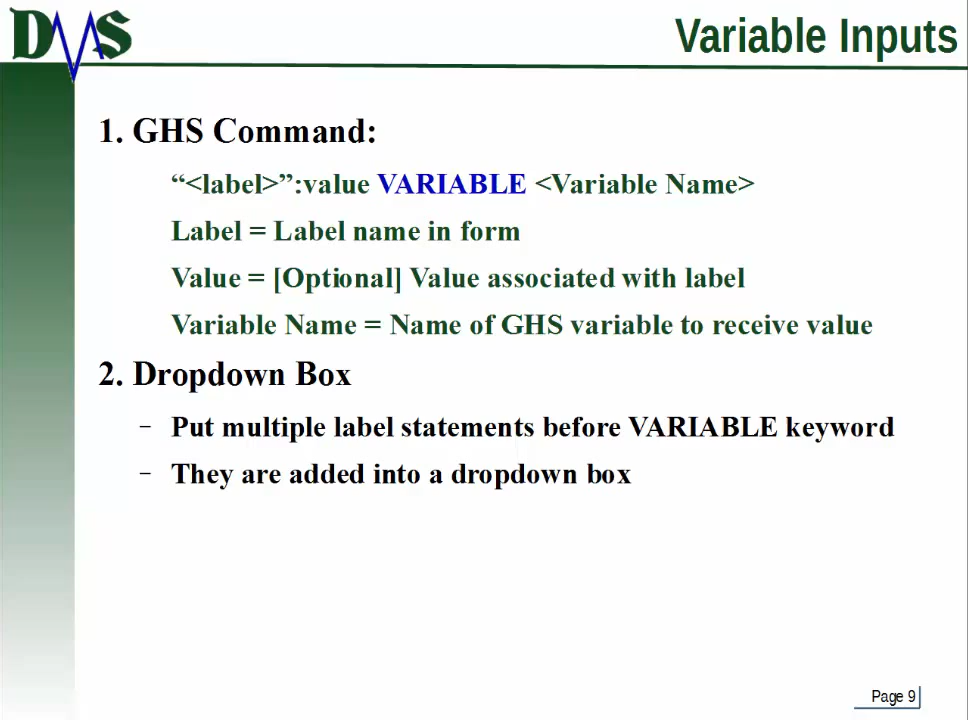 DMS
Variable Inputs
1. GHS Command:
“<label>”:value VARIABLE <Variable Name>
Label = Label name in form
Value = [Optional] Value associated with label
Variable Name = Name of GHS variable to receive value
2. Dropdown Box
– Put multiple label statements before VARIABLE keyword
– They are added into a dropdown box
Page 9